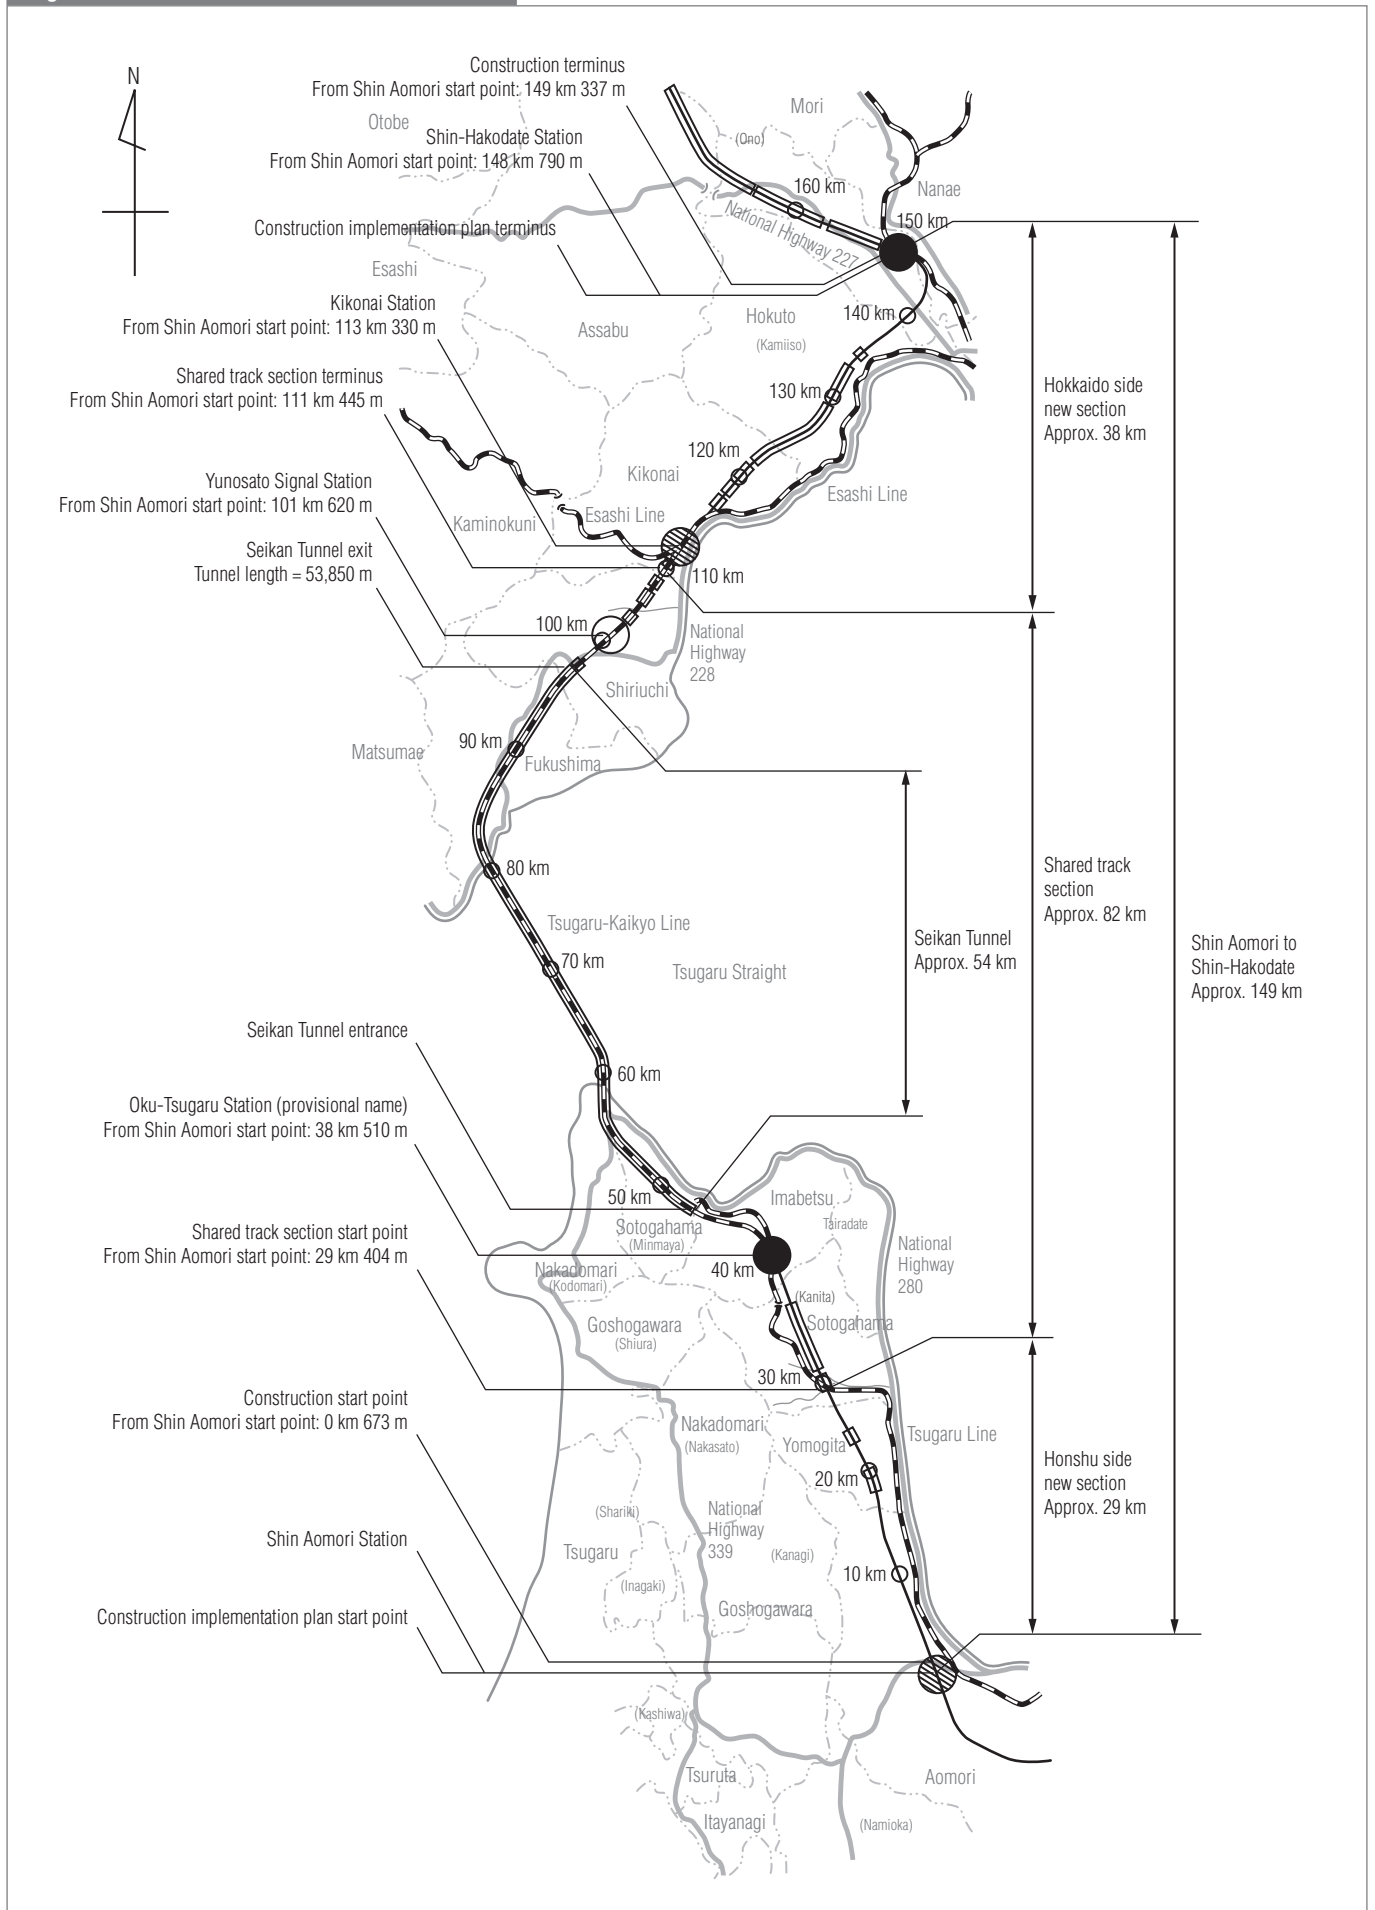 N
Construction terminus
From Shin Aomori start point: 149 km 337 m
Otobe
Mori
(Ono)
Shin-Hakodate Station
From Shin Aomori start point: 148 km 790 m
160 km
Nanae
National Highway 227
150 km
Construction implementation plan terminus
Esashi
Kikonai Station
From Shin Aomori start point: 113 km 330 m
Assabu
Hokuto
(Kamiiso)
140 km
Shared track section terminus
From Shin Aomori start point: 111 km 445 m
130 km
Hokkaido side
new section
Approx. 38 km
120 km
Kikonai
Yunosato Signal Station
From Shin Aomori start point: 101 km 620 m
Esashi Line
Kaminokuni
Esashi Line
Seikan Tunnel exit
Tunnel length = 53,850 m
110 km
100 km
National
Highway
228
Shiriuchi
90 km
Matsumae
Fukushima
80 km
Shared track
section
Approx. 82 km
Tsugaru-Kaikyo Line
Seikan Tunnel
Approx. 54 km
Shin Aomori to
Shin-Hakodate
Approx. 149 km
70 km
Tsugaru Straight
Seikan Tunnel entrance
60 km
Oku-Tsugaru Station (provisional name)
From Shin Aomori start point: 38 km 510 m
50 km
Imabetsu
Sotogahama
(Minmaya)
Tairadate
Shared track section start point
From Shin Aomori start point: 29 km 404 m
National
Highway
280
Nakadomari
(Kodomari)
40 km
(Kanita)
Sotogahama
Goshogawara
(Shiura)
30 km
Construction start point
From Shin Aomori start point: 0 km 673 m
Nakadomari
(Nakasato)
Yomogita
Tsugaru Line
Honshu side
new section
Approx. 29 km
20 km
(Shariki)
National
Highway
339
Shin Aomori Station
Tsugaru
(Kanagi)
10 km
(Inagaki)
Goshogawara
Construction implementation plan start point
(Kashiwa)
Tsuruta
Aomori
Itayanagi
(Namioka)